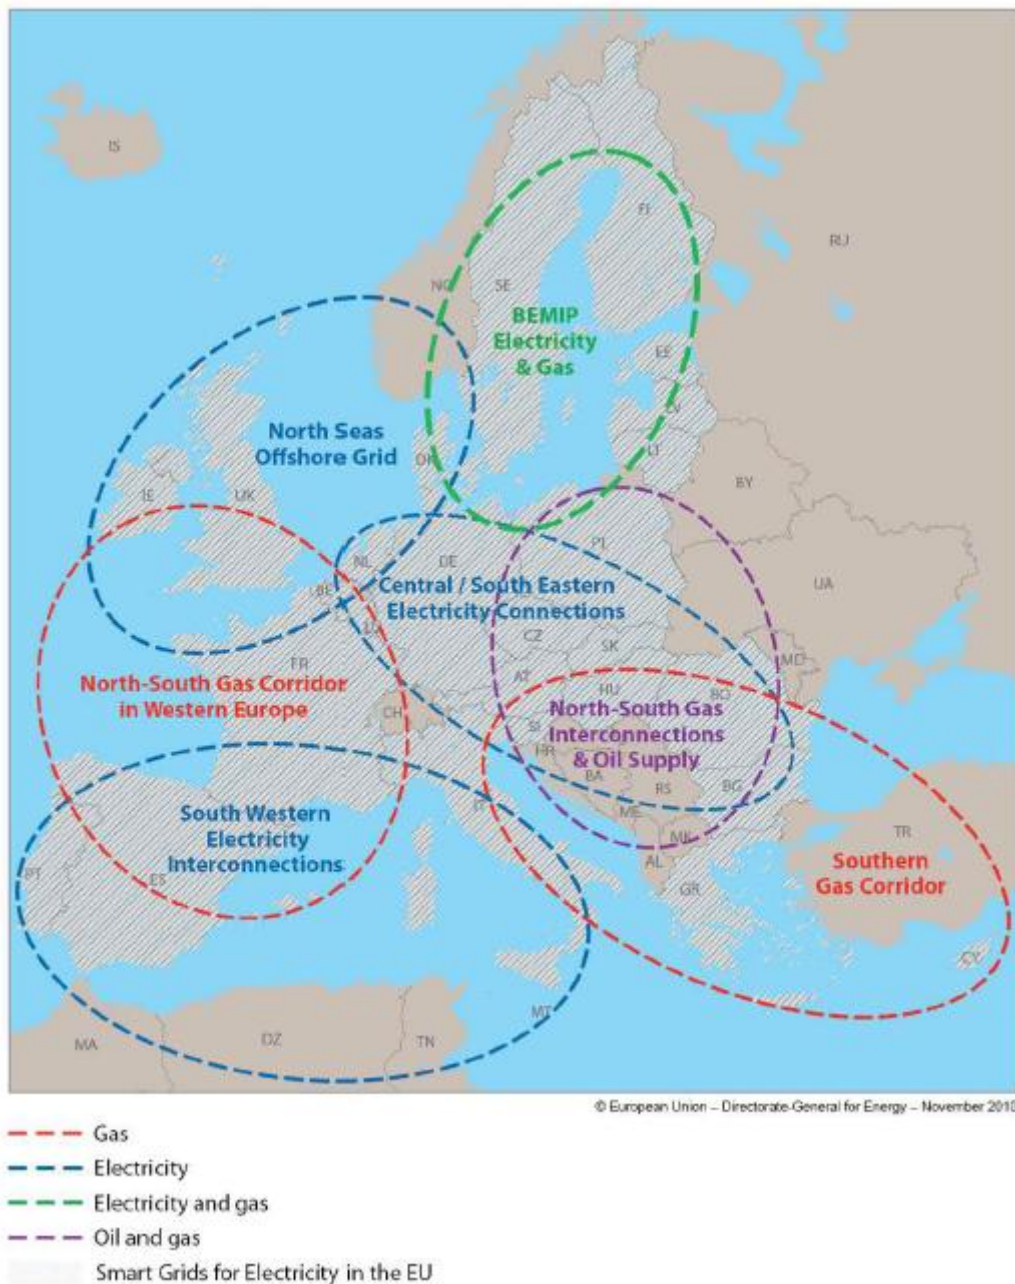 IS
FI
RU
NO
SE
BEMIP
Electricity
& Gas
EE
LV
North Seas
Offshore Grid
DK
LT
BY
IE
UK
PL
NL
DE
UA
BE
Central / South Eastern
Electricity Connections
LU
CZ
SK
FR
MD
AT
North-South Gas Corridor
in Western Europe
HU
RO
CH
North-South Gas
Interconnections
& Oil Supply
SI
HR
BA
RS
BG
IT
ME
South Western
Electricity
Interconnections
MK
TR
AL
Southern
Gas Corridor
PT
ES
GR
CY
MT
MA
DZ
TN
© European Union – Directorate-General for Energy – November 2010
Gas
Electricity
Electricity and gas
Oil and gas
Smart Grids for Electricity in the EU